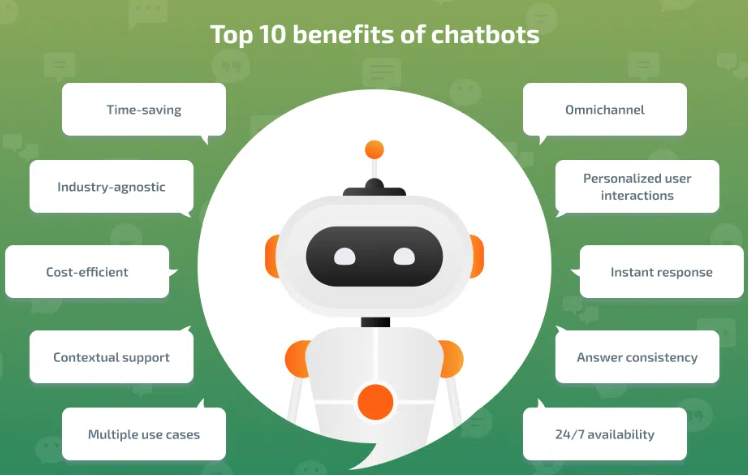 Top 10 benefits of chatbots
Time-saving
Industry-agnostic
Cost-efficient
Contextual support
Multiple use cases
Omnichannel
Personalized user
interactions
Instant response
Answer consistency
24/7 availability